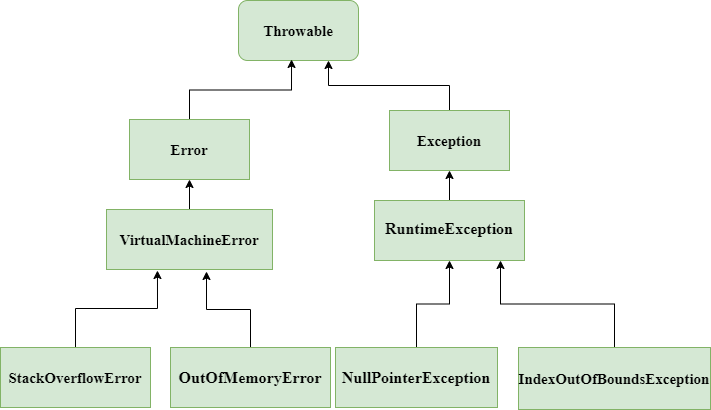 Throwable
Error
Exception
VirtualMachineError
RuntimeException
StackOverflowError
OutOfMemoryError
NullPointerException
IndexOutOfBoundsException